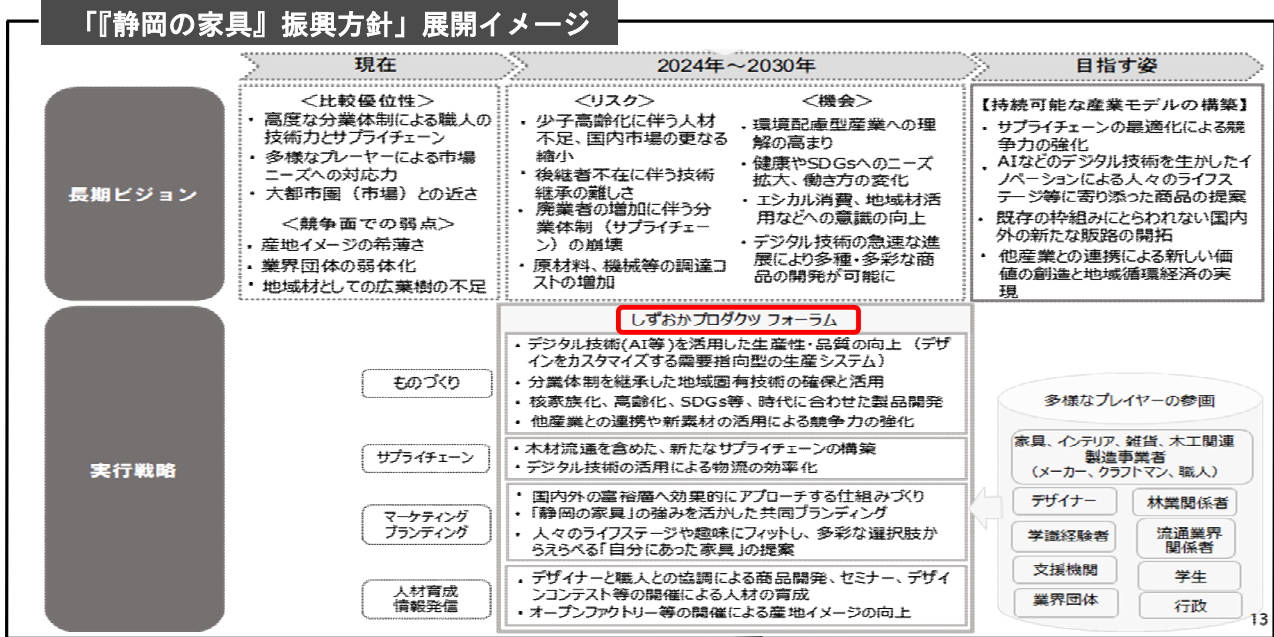 「『静岡の家具』振興方針」展開イメージ
現在
2024年～2030年
目指す姿
長期ビジョン
＜比較優位性＞
・高度な分業体制による職人の
技術力とサプライチェーン
・多様なプレーヤーによる市場
ニーズへの対応力
・大都市圏（市場）との近さ
＜競争面での弱点＞
・産地イメージの希薄さ
・業界団体の弱体化
・地域材としての広葉樹の不足
＜リスク＞
・少子高齢化に伴う人材
不足、国内市場の更なる
縮小
・後継者不在に伴う技術
継承の難しさ
・廃業者の増加に伴う分
業体制（サプライチェー
ン）の崩壊
・原材料、機械等の調達コ
ストの増加
＜機会＞
・環境配慮型産業への理
解の高まり
・健康やSDGsへのニーズ
拡大、働き方の変化
・エシカル消費、地域材活
用などへの意識の向上
・デジタル技術の急速な進
展により多種・多彩な商
品の開発が可能に
【持続可能な産業モデルの構築】
・サプライチェーンの最適化による競
争力の強化
・AIなどのデジタル技術を生かしたイ
ノベーションによる人々のライフス
テージ等に寄り添った商品の提案
・既存の枠組みにとらわれない国内
外の新たな販路の開拓
・他産業との連携による新しい価
値の創造と地域循環経済の実
現
実行戦略
しずおかプロダクツ フォーラム
ものづくり
・デジタル技術(AI等)を活用した生産性・品質の向上（デザ
インをカスタマイズする需要指向型の生産システム）
・分業体制を継承した地域固有技術の確保と活用
・核家族化、高齢化、SDGs等、時代に合わせた製品開発
・他産業との連携や新素材の活用による競争力の強化
サプライチェーン
・木材流通を含めた、新たなサプライチェーンの構築
・デジタル技術の活用による物流の効率化
マーケティング
ブランディング
・国内外の富裕層へ効果的にアプローチする仕組みづくり
・「静岡の家具」の強みを活かした共同ブランディング
・人々のライフステージや趣味にフィットし、多彩な選択肢か
らえらべる「自分にあった家具」の提案
人材育成
情報発信
・デザイナーと職人との協調による商品開発、セミナー、デザイ
ンコンテスト等の開催による人材の育成
・オープンファクトリー等の開催による産地イメージの向上
多様なプレイヤーの参画
家具、インテリア、雑貨、木工関連
製造事業者
（メーカー、クラフトマン、職人）
デザイナー
林業関係者
学識経験者
流通業界
関係者
支援機関
学生
業界団体
行政
13